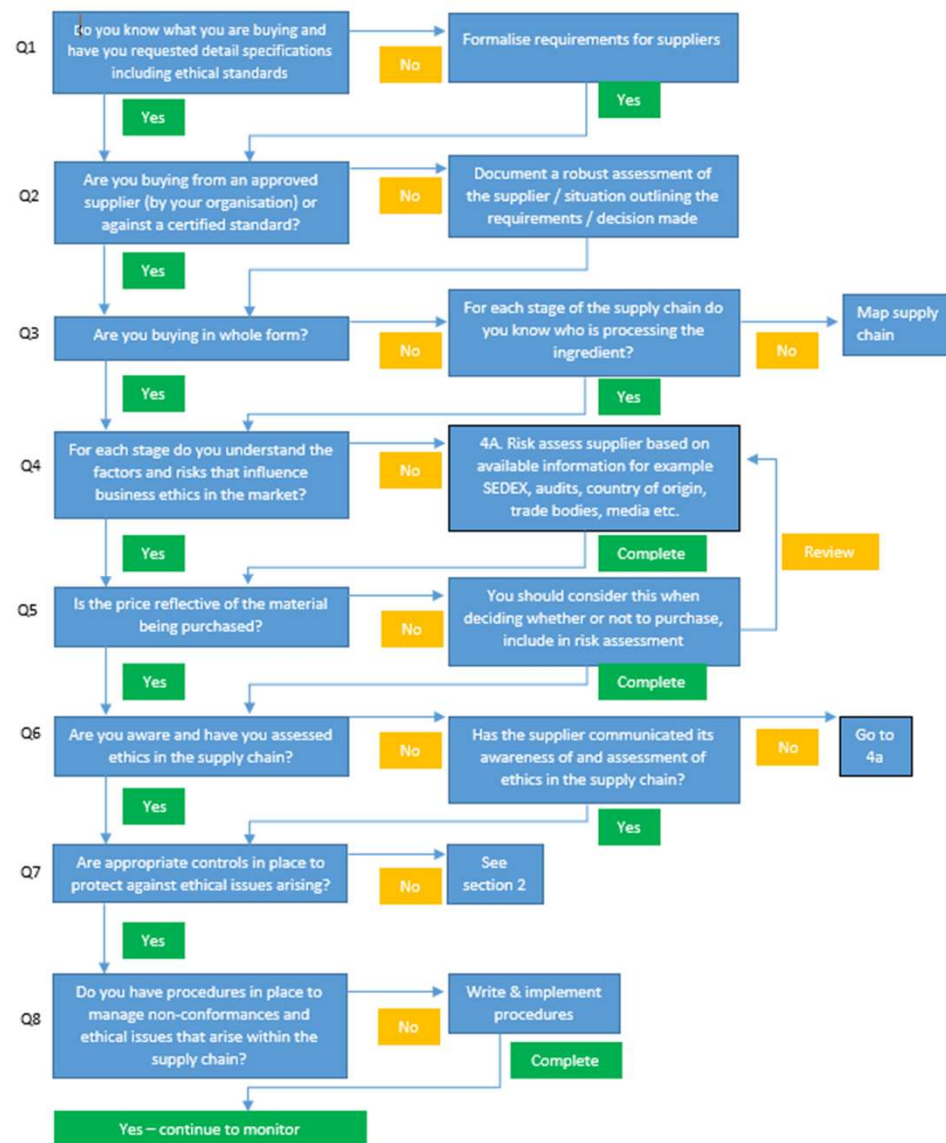 Q1
Do you know what you are buying and
have you requested detail specifications
including ethical standards
No
Formalise requirements for suppliers
Yes
Yes
Q2
Are you buying from an approved
supplier (by your organisation) or
against a certified standard?
No
Document a robust assessment of
the supplier / situation outlining the
requirements / decision made
Yes
Q3
Are you buying in whole form?
No
For each stage of the supply chain do
you know who is processing the
ingredient?
No
Map supply
chain
Yes
Yes
Q4
For each stage do you understand the
factors and risks that influence
business ethics in the market?
No
4A. Risk assess supplier based on
available information for example
SEDEX, audits, country of origin,
trade bodies, media etc.
Yes
Complete
Review
Q5
Is the price reflective of the material
being purchased?
No
You should consider this when
deciding whether or not to purchase,
include in risk assessment
Yes
Complete
Q6
Are you aware and have you assessed
ethics in the supply chain?
No
Has the supplier communicated its
awareness of and assessment of
ethics in the supply chain?
No
Go to
4a
Yes
Yes
Q7
Are appropriate controls in place to
protect against ethical issues arising?
No
See
section 2
Yes
Q8
Do you have procedures in place to
manage non-conformances and
ethical issues that arise within the
supply chain?
No
Write & implement
procedures
Complete
Yes – continue to monitor